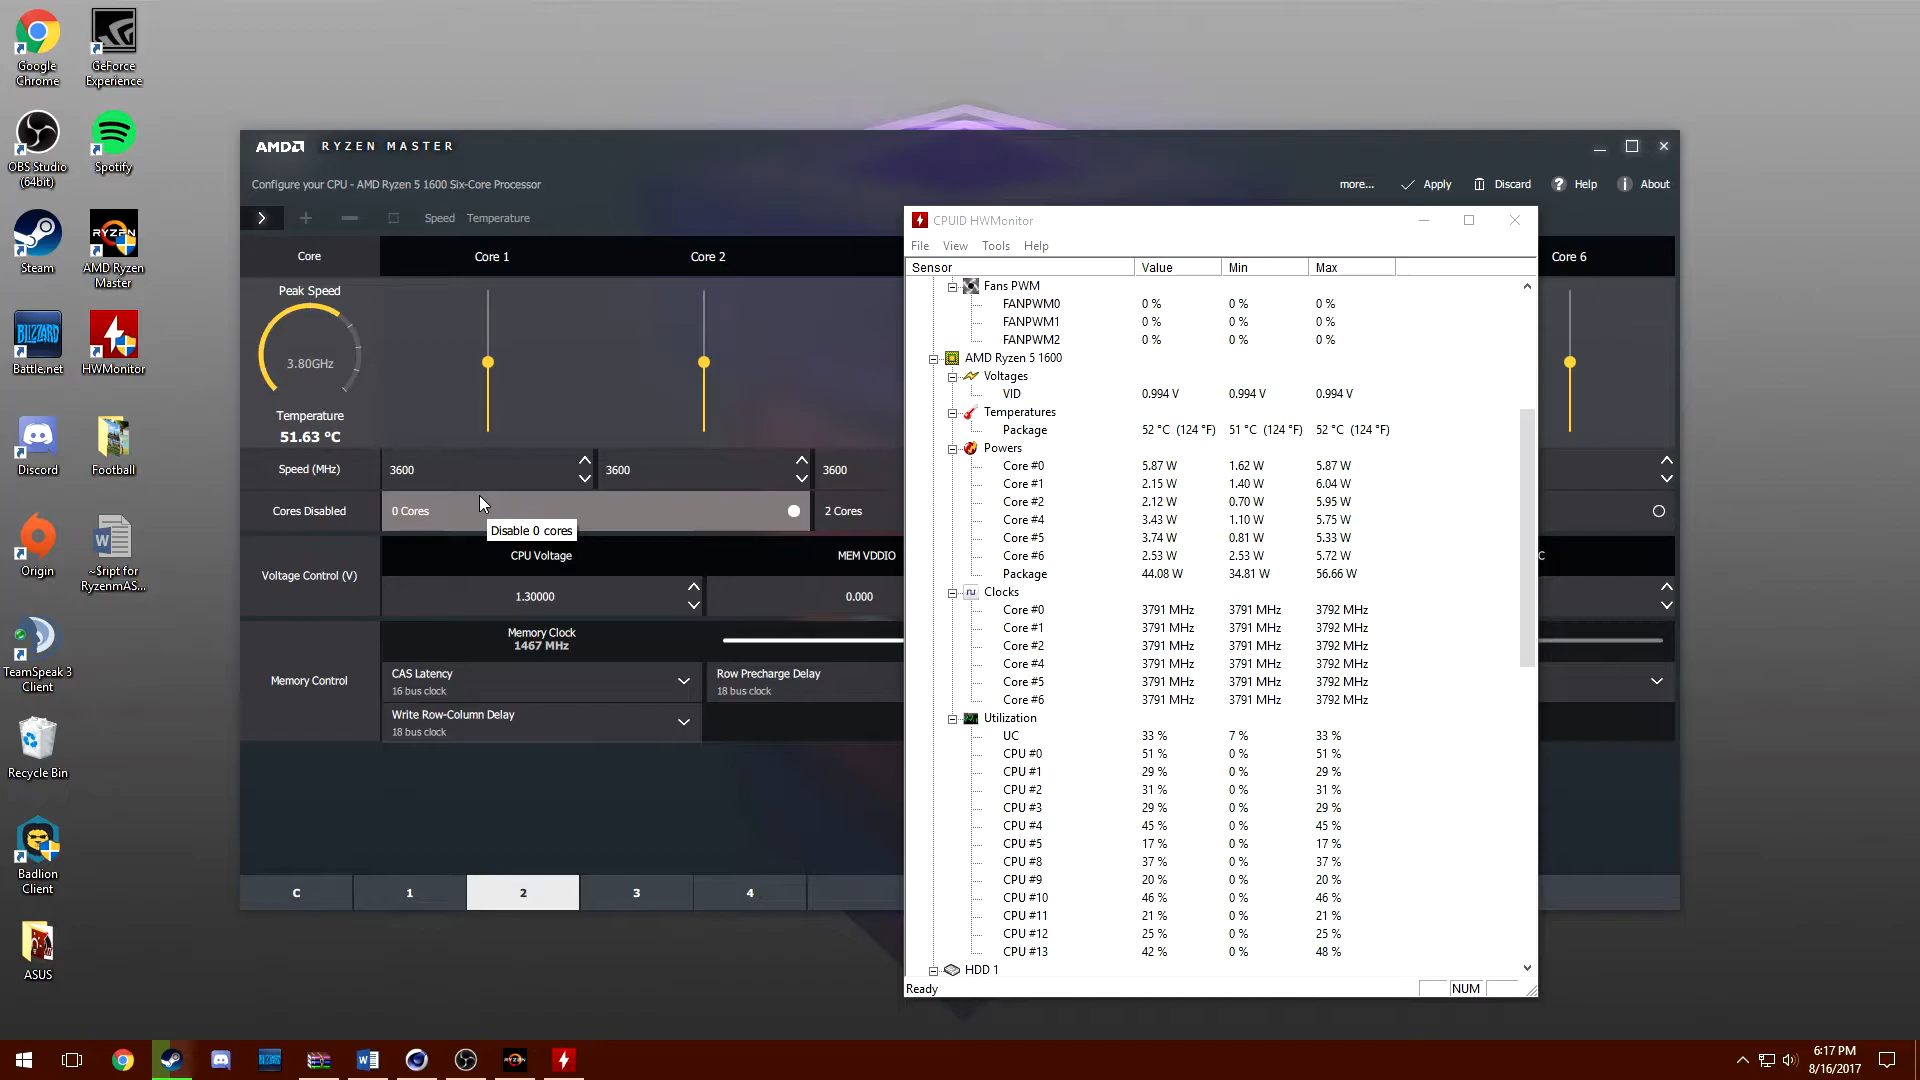 Google
Chrome
GeForce
Experience
OBS Studio
(64bit)
Spotify
Steam
RYZEN
AMD Ryzen
Master
BLIZZARD
Battle.net
HWMonitor
Discord
Football
Origin
~$ript for
RyzenmAS...
TeamSpeak 3
Client
Recycle Bin
Badlion
Client
ASUS
AMD RYZEN MASTER
Configure your CPU - AMD Ryzen 5 1600 Six-Core Processor
more... Apply Discard ? Help i About
Speed Temperature
Core Core 1 Core 2 Core 6
Peak Speed
3.80GHz
Temperature
51.63 °C
Speed (MHz) 3600 3600 3600
Cores Disabled 0 Cores 2 Cores
Disable 0 cores
Voltage Control (V) CPU Voltage MEM VDDIO C
1.30000 0.000
Memory Control Memory Clock
1467 MHz
CAS Latency
16 bus clock
Row Precharge Delay
18 bus clock
Write Row-Column Delay
18 bus clock
C 1 2 3 4
CPUID HWMonitor
File View Tools Help
Sensor Value Min Max
Fans PWM
FANPWM0 0 % 0 % 0 %
FANPWM1 0 % 0 % 0 %
FANPWM2 0 % 0 % 0 %
AMD Ryzen 5 1600
Voltages
VID 0.994 V 0.994 V 0.994 V
Temperatures
Package 52 °C (124 °F) 51 °C (124 °F) 52 °C (124 °F)
Powers
Core #0 5.87 W 1.62 W 5.87 W
Core #1 2.15 W 1.40 W 6.04 W
Core #2 2.12 W 0.70 W 5.95 W
Core #4 3.43 W 1.10 W 5.75 W
Core #5 3.74 W 0.81 W 5.33 W
Core #6 2.53 W 2.53 W 5.72 W
Package 44.08 W 34.81 W 56.66 W
Clocks
Core #0 3791 MHz 3791 MHz 3792 MHz
Core #1 3791 MHz 3791 MHz 3792 MHz
Core #2 3791 MHz 3791 MHz 3792 MHz
Core #4 3791 MHz 3791 MHz 3792 MHz
Core #5 3791 MHz 3791 MHz 3792 MHz
Core #6 3791 MHz 3791 MHz 3792 MHz
Utilization
UC 33 % 7 % 33 %
CPU #0 51 % 0 % 51 %
CPU #1 29 % 0 % 29 %
CPU #2 31 % 0 % 31 %
CPU #3 29 % 0 % 29 %
CPU #4 45 % 0 % 45 %
CPU #5 17 % 0 % 17 %
CPU #8 37 % 0 % 37 %
CPU #9 20 % 0 % 20 %
CPU #10 46 % 0 % 46 %
CPU #11 21 % 0 % 21 %
CPU #12 25 % 0 % 25 %
CPU #13 42 % 0 % 48 %
HDD 1
Ready NUM
6:17 PM
8/16/2017